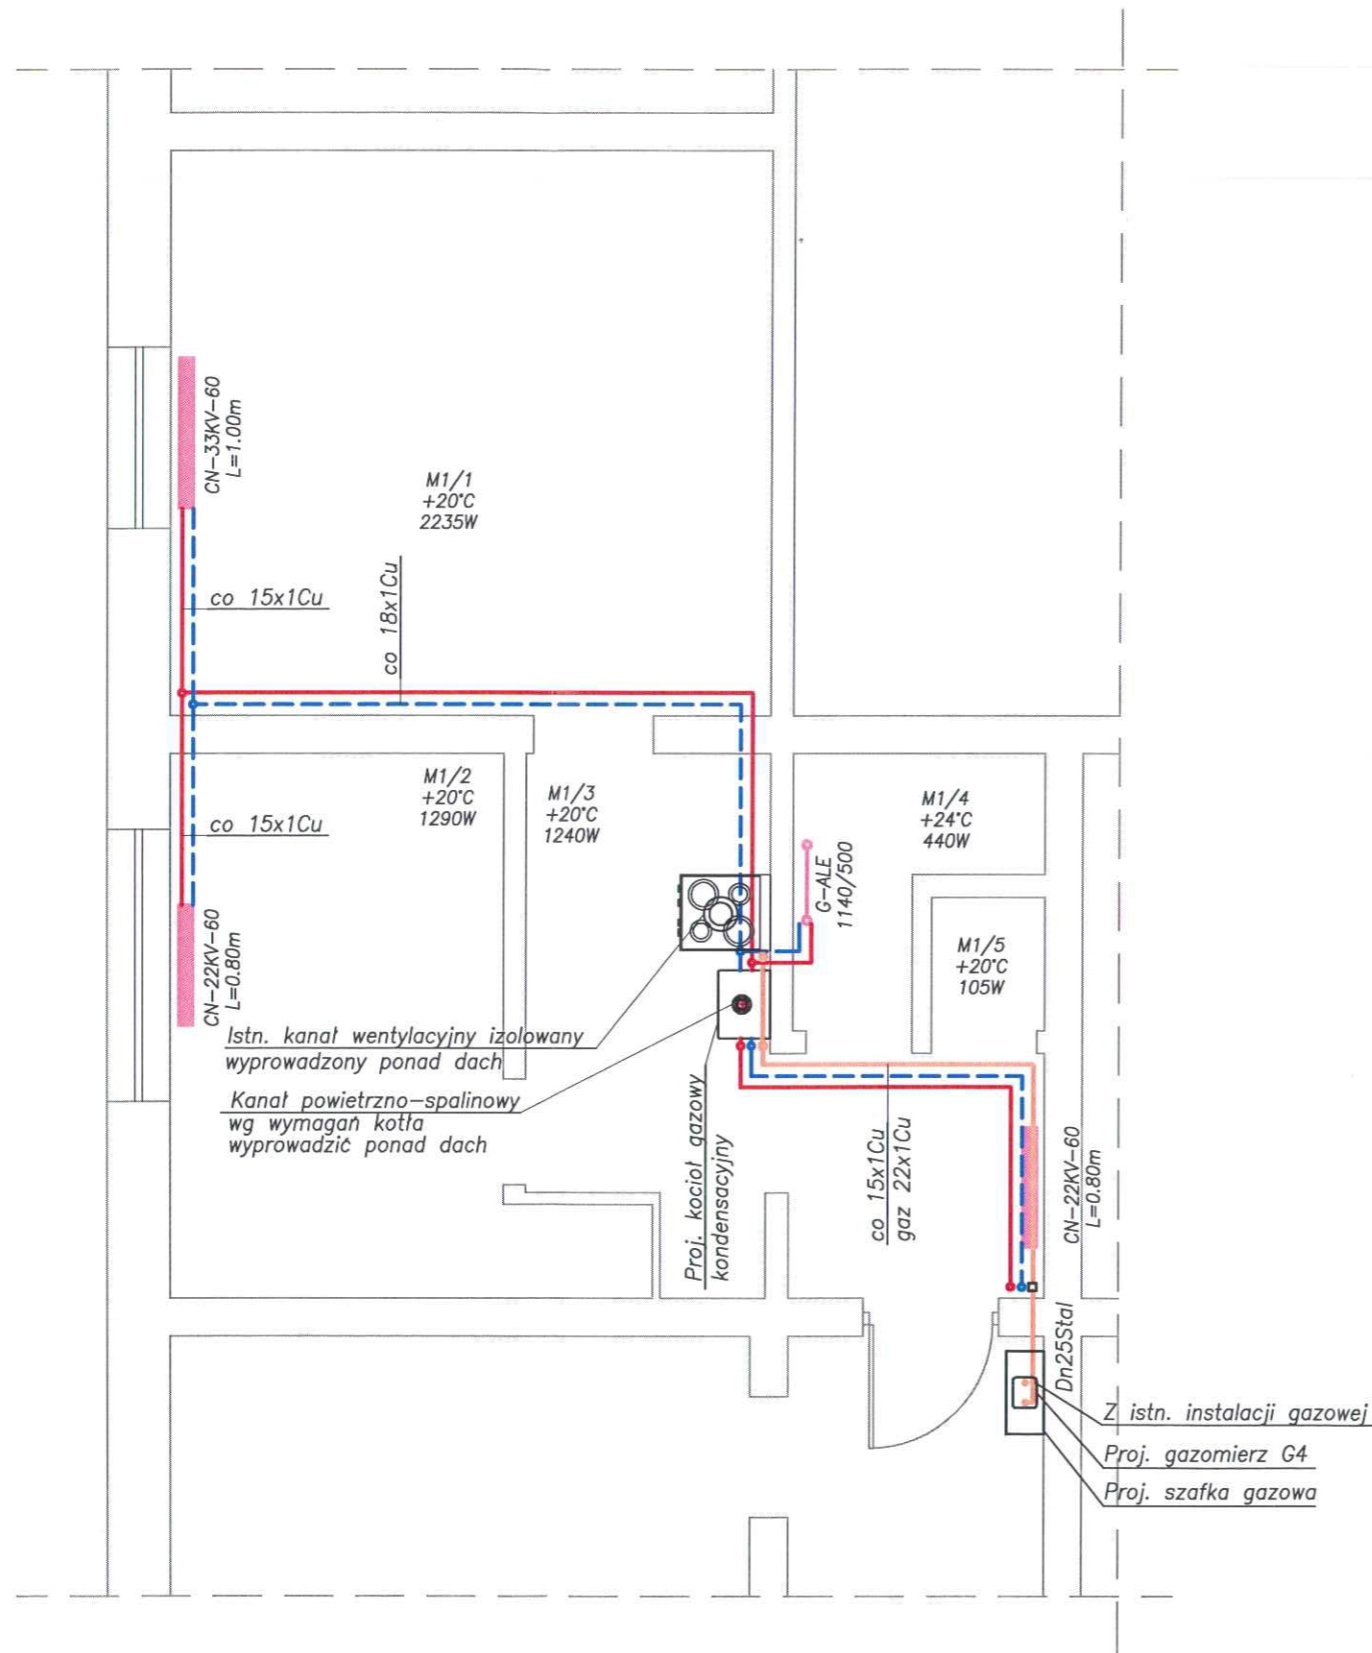 CN-33KV-60
L=1.00m
M1/1
+20°C
2235W
co 15x1Cu
co 18x1Cu
M1/2
+20°C
1290W
M1/3
+20°C
1240W
M1/4
+24°C
440W
co 15x1Cu
G-ALE
1140/500
CN-22KV-60
L=0.80m
M1/5
+20°C
105W
Istn. kanał wentylacyjny izolowany
wyprowadzony ponad dach
Kanał powietrzno-spalinowy
wg wymagań kotła
wyprowadzić ponad dach
Proj. kocioł gazowy
kondensacyjny
co 15x1Cu
gaz 22x1Cu
CN-22KV-60
L=0.80m
Dn25Stal
Z istn. instalacji gazowej
Proj. gazomierz G4
Proj. szafka gazowa